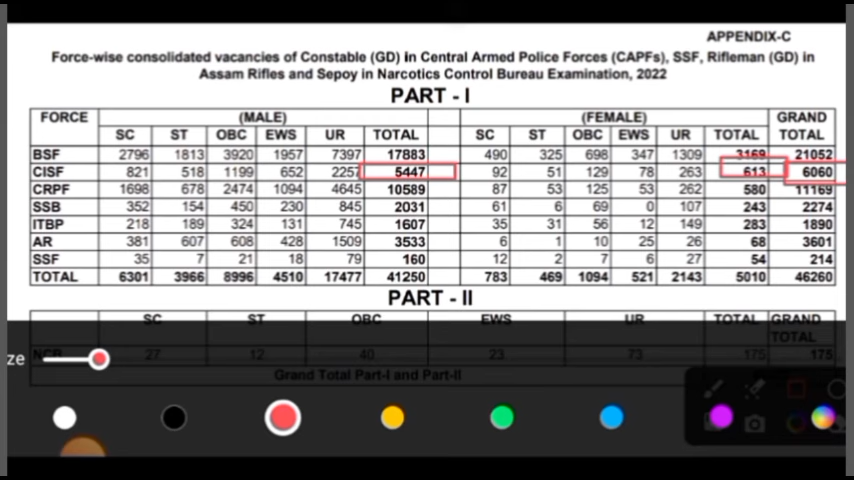 APPENDIX-C
Force-wise consolidated vacancies of Constable (GD) in Central Armed Police Forces (CAPFs), SSF, Rifleman (GD) in
Assam Rifles and Sepoy in Narcotics Control Bureau Examination, 2022
PART - I
FORCE (MALE) (FEMALE) GRAND
SC ST OBC EWS UR TOTAL SC ST OBC EWS UR TOTAL TOTAL
BSF 2796 1813 3920 1957 7397 17883 490 325 698 347 1309 3169 21052
CISF 821 518 1199 652 2257 5447 92 51 129 78 263 613 6060
CRPF 1698 678 2474 1094 4645 10589 87 53 125 53 262 580 11169
SSB 352 154 450 230 845 2031 61 6 69 0 107 243 2274
ITBP 218 189 324 131 745 1607 35 31 56 12 149 283 1890
AR 381 607 608 428 1509 3533 6 1 10 25 26 68 3601
SSF 35 7 21 18 79 160 12 2 7 6 27 54 214
TOTAL 6301 3966 8996 4510 17477 41250 783 469 1094 521 2143 5010 46260
PART - II
SC ST OBC EWS UR TOTAL GRAND
TOTAL
NCB 27 12 40 23 73 175 175
Grand Total Part-I and Part-II
ze